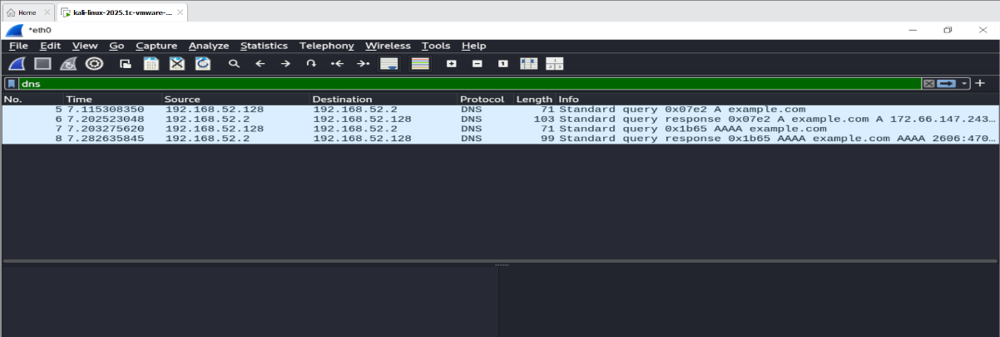 Home
kali-linux-2025.1c-vmware-...
*eth0
File Edit View Go Capture Analyze Statistics Telephony Wireless Tools Help
dns
No. Time Source Destination Protocol Length Info
5 7.115308350 192.168.52.128 192.168.52.2 DNS 71 Standard query 0x07e2 A example.com
6 7.202523048 192.168.52.2 192.168.52.128 DNS 103 Standard query response 0x07e2 A example.com A 172.66.147.243...
7 7.203275620 192.168.52.128 192.168.52.2 DNS 71 Standard query 0x1b65 AAAA example.com
8 7.282635845 192.168.52.2 192.168.52.128 DNS 99 Standard query response 0x1b65 AAAA example.com AAAA 2606:470...